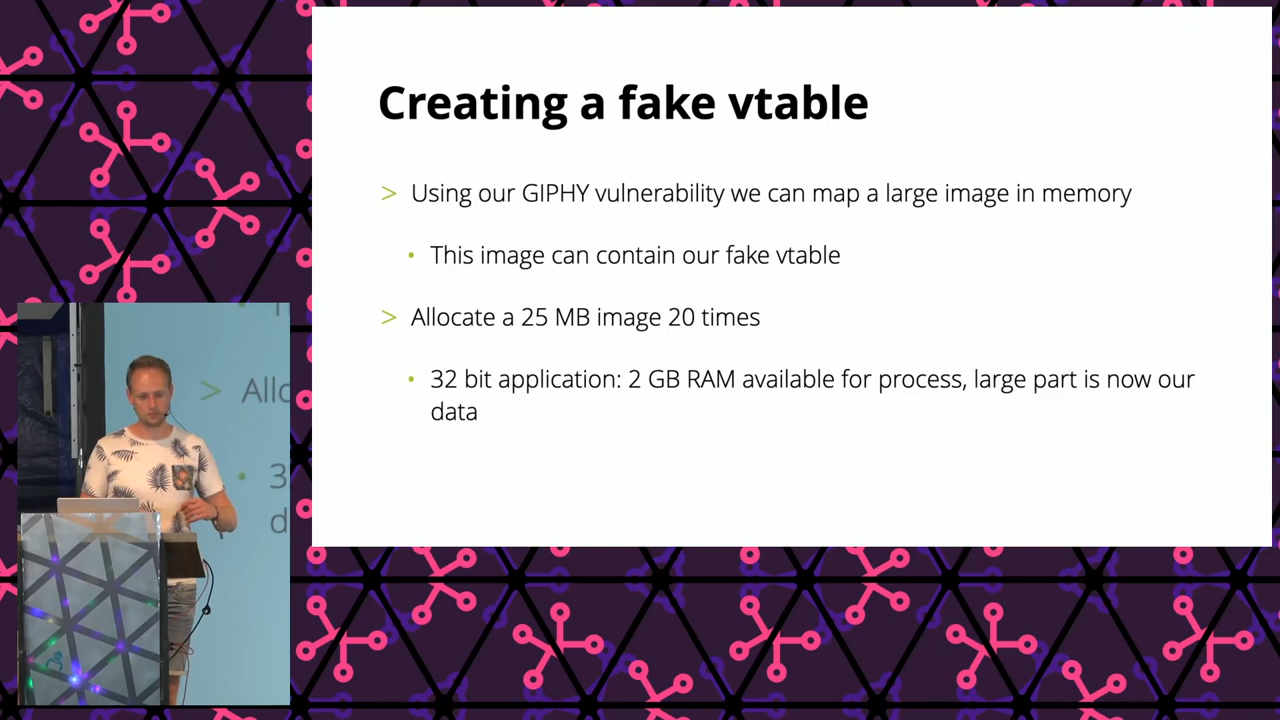 Creating a fake vtable
> Using our GIPHY vulnerability we can map a large image in memory
• This image can contain our fake vtable
> Allocate a 25 MB image 20 times
• 32 bit application: 2 GB RAM available for process, large part is now our
data
> Allo
• 3
d